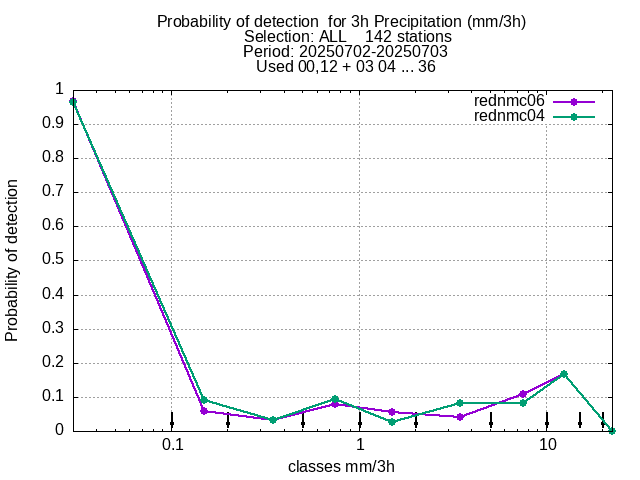 Probability of detection  for 3h Precipitation (mm/3h)
Selection: ALL    142 stations
Period: 20250702-20250703
Used 00,12 + 03 04 ... 36
rednmc06
rednmc04
Probability of detection
1
0.9
0.8
0.7
0.6
0.5
0.4
0.3
0.2
0.1
0
0.1 1 10
classes mm/3h